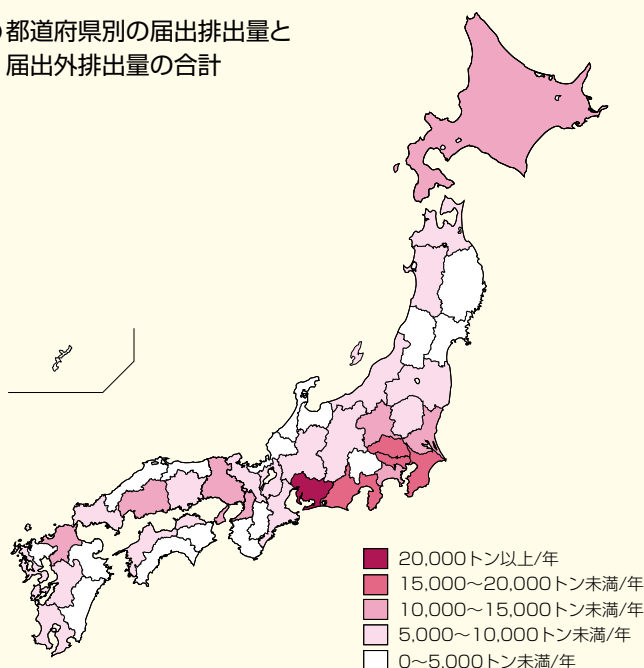 都道府県別の届出排出量と
届出外排出量の合計
20,000トン以上/年
15,000〜20,000トン未満/年
10,000〜15,000トン未満/年
5,000〜10,000トン未満/年
0〜5,000トン未満/年